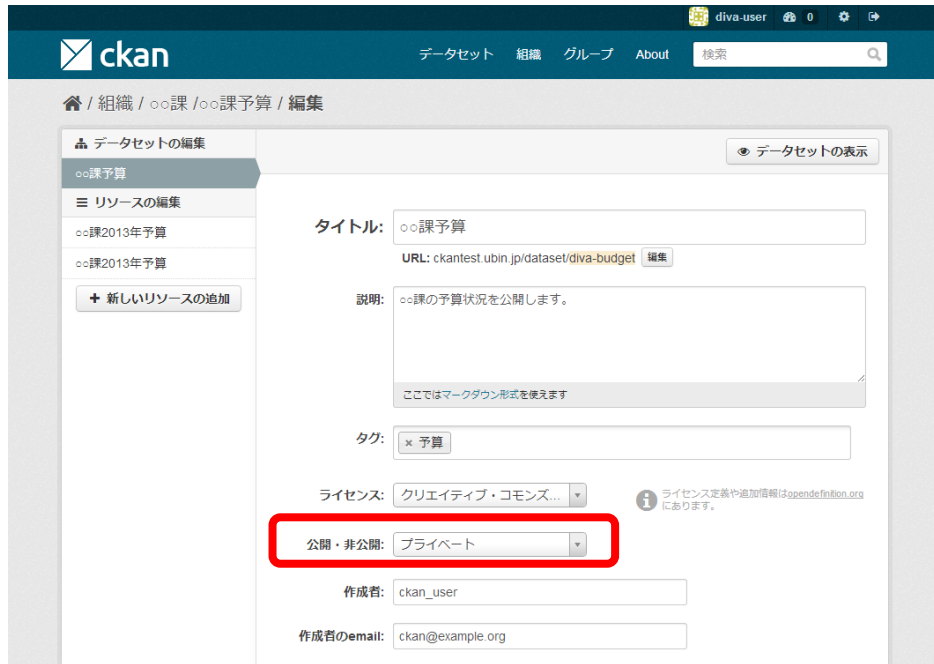 diva-user 0
ckan データセット 組織 グループ About 検索
/ 組織 / ○○課 /○○課予算 / 編集
データセットの編集
データセットの表示
○○課予算
リソースの編集
○○課2013年予算
○○課2013年予算
+ 新しいリソースの追加
タイトル: ○○課予算
URL: ckantest.ubin.jp/dataset/diva-budget 編集
説明: ○○課の予算状況を公開します。
ここではマークダウン形式を使えます
タグ: × 予算
ライセンス: クリエイティブ・コモンズ...
ライセンス定義や追加情報はopendefinition.org
にあります。
公開・非公開: プライベート
作成者: ckan_user
作成者のemail: ckan@example.org